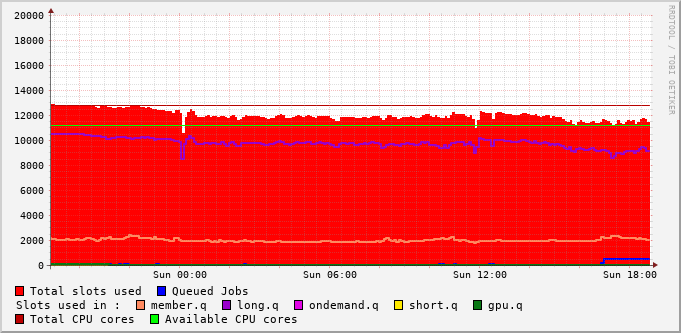 RRDTOOL / TOBI OETIKER
20000
18000
16000
14000
12000
10000
8000
6000
4000
2000
0
Sun 00:00 Sun 06:00 Sun 12:00 Sun 18:00
Total slots used Queued Jobs
Slots used in : member.q long.q ondemand.q short.q gpu.q
Total CPU cores Available CPU cores